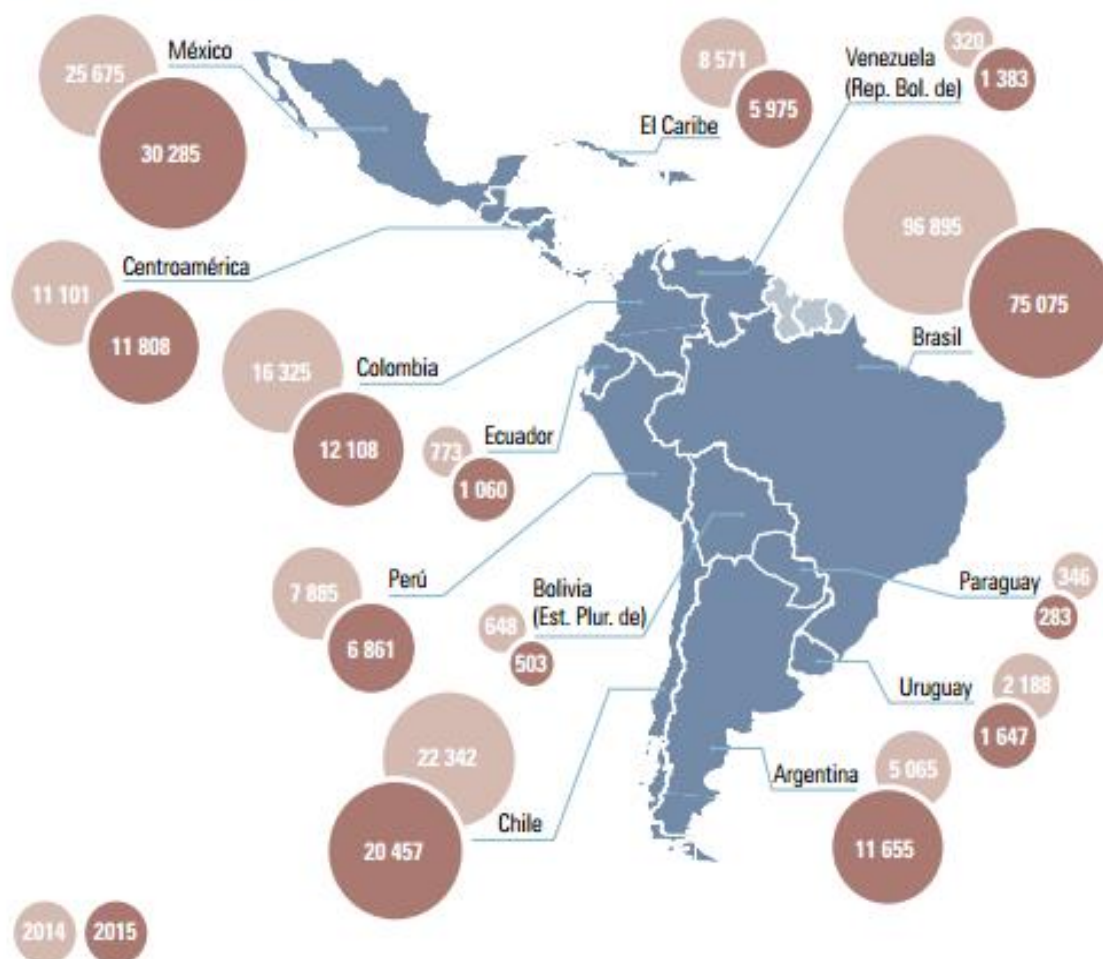 25 675
México
30 285
8 571
El Caribe
5 975
320
Venezuela
(Rep. Bol. de)
1 383
96 895
75 075
Brasil
11 101
Centroamérica
11 808
16 325
Colombia
12 108
773
Ecuador
1 060
7 885
Perú
6 861
648
Bolivia
(Est. Plur. de)
503
Paraguay
346
283
Uruguay
2 188
1 647
Argentina
5 065
11 655
22 342
Chile
20 457
2014
2015